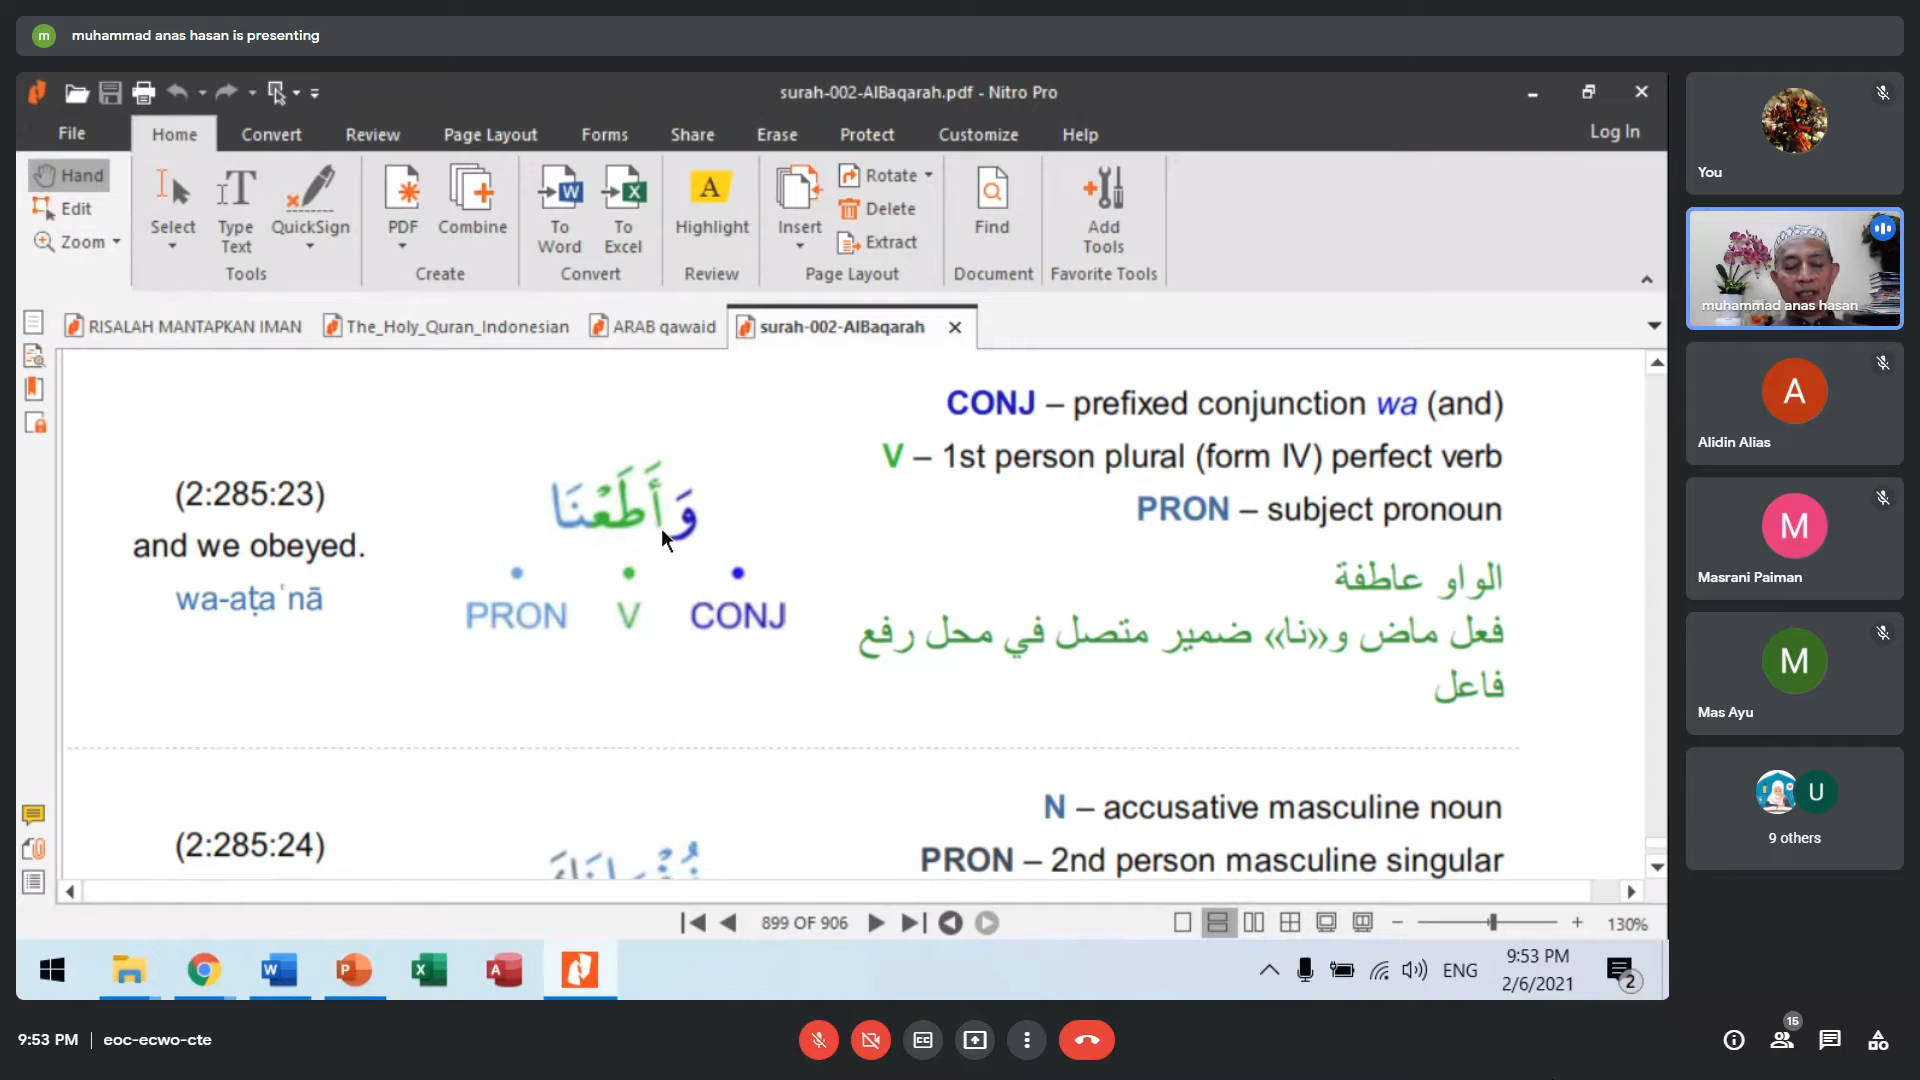 m
muhammad anas hasan is presenting
surah-002-AlBaqarah.pdf - Nitro Pro
File
Home
Convert
Review
Page Layout
Forms
Share
Erase
Protect
Customize
Help
Log In
Hand
Edit
Zoom
Select
Type Text
QuickSign
Tools
PDF
Combine
Create
To Word
To Excel
Convert
Highlight
Review
Insert
Rotate
Delete
Extract
Page Layout
Find
Document
Add Tools
Favorite Tools
RISALAH MANTAPKAN IMAN
The_Holy_Quran_Indonesian
ARAB qawaid
surah-002-AlBaqarah
(2:285:23)
and we obeyed.
wa-aṭaʿnā
وَأَطَعْنَا
PRON V CONJ
CONJ – prefixed conjunction wa (and)
V – 1st person plural (form IV) perfect verb
PRON – subject pronoun
الواو عاطفة
فعل ماض و«نا» ضمير متصل في محل رفع
فاعل
(2:285:24)
N – accusative masculine noun
PRON – 2nd person masculine singular
899 OF 906
130%
ENG
9:53 PM
2/6/2021
2
You
muhammad anas hasan
A
Alidin Alias
M
Masrani Paiman
M
Mas Ayu
U
9 others
9:53 PM | eoc-ecwo-cte
15